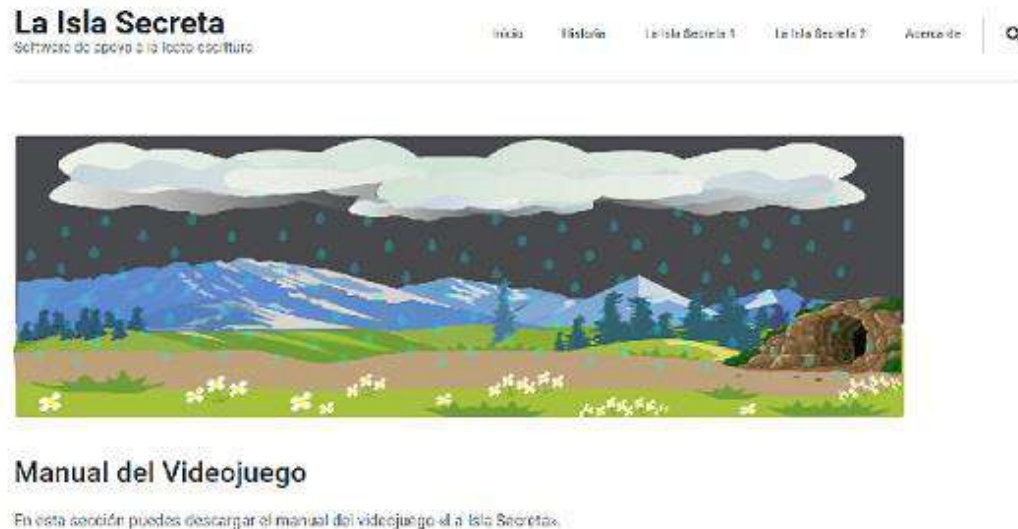 La Isla Secreta
Software de apoyo a la lecto escritura
Inicio Historia La Isla Secreta 1 La Isla Secreta 2 Acerca de
Manual del Videojuego
En esta sección puedes descargar el manual del videojuego «La Isla Secreta».